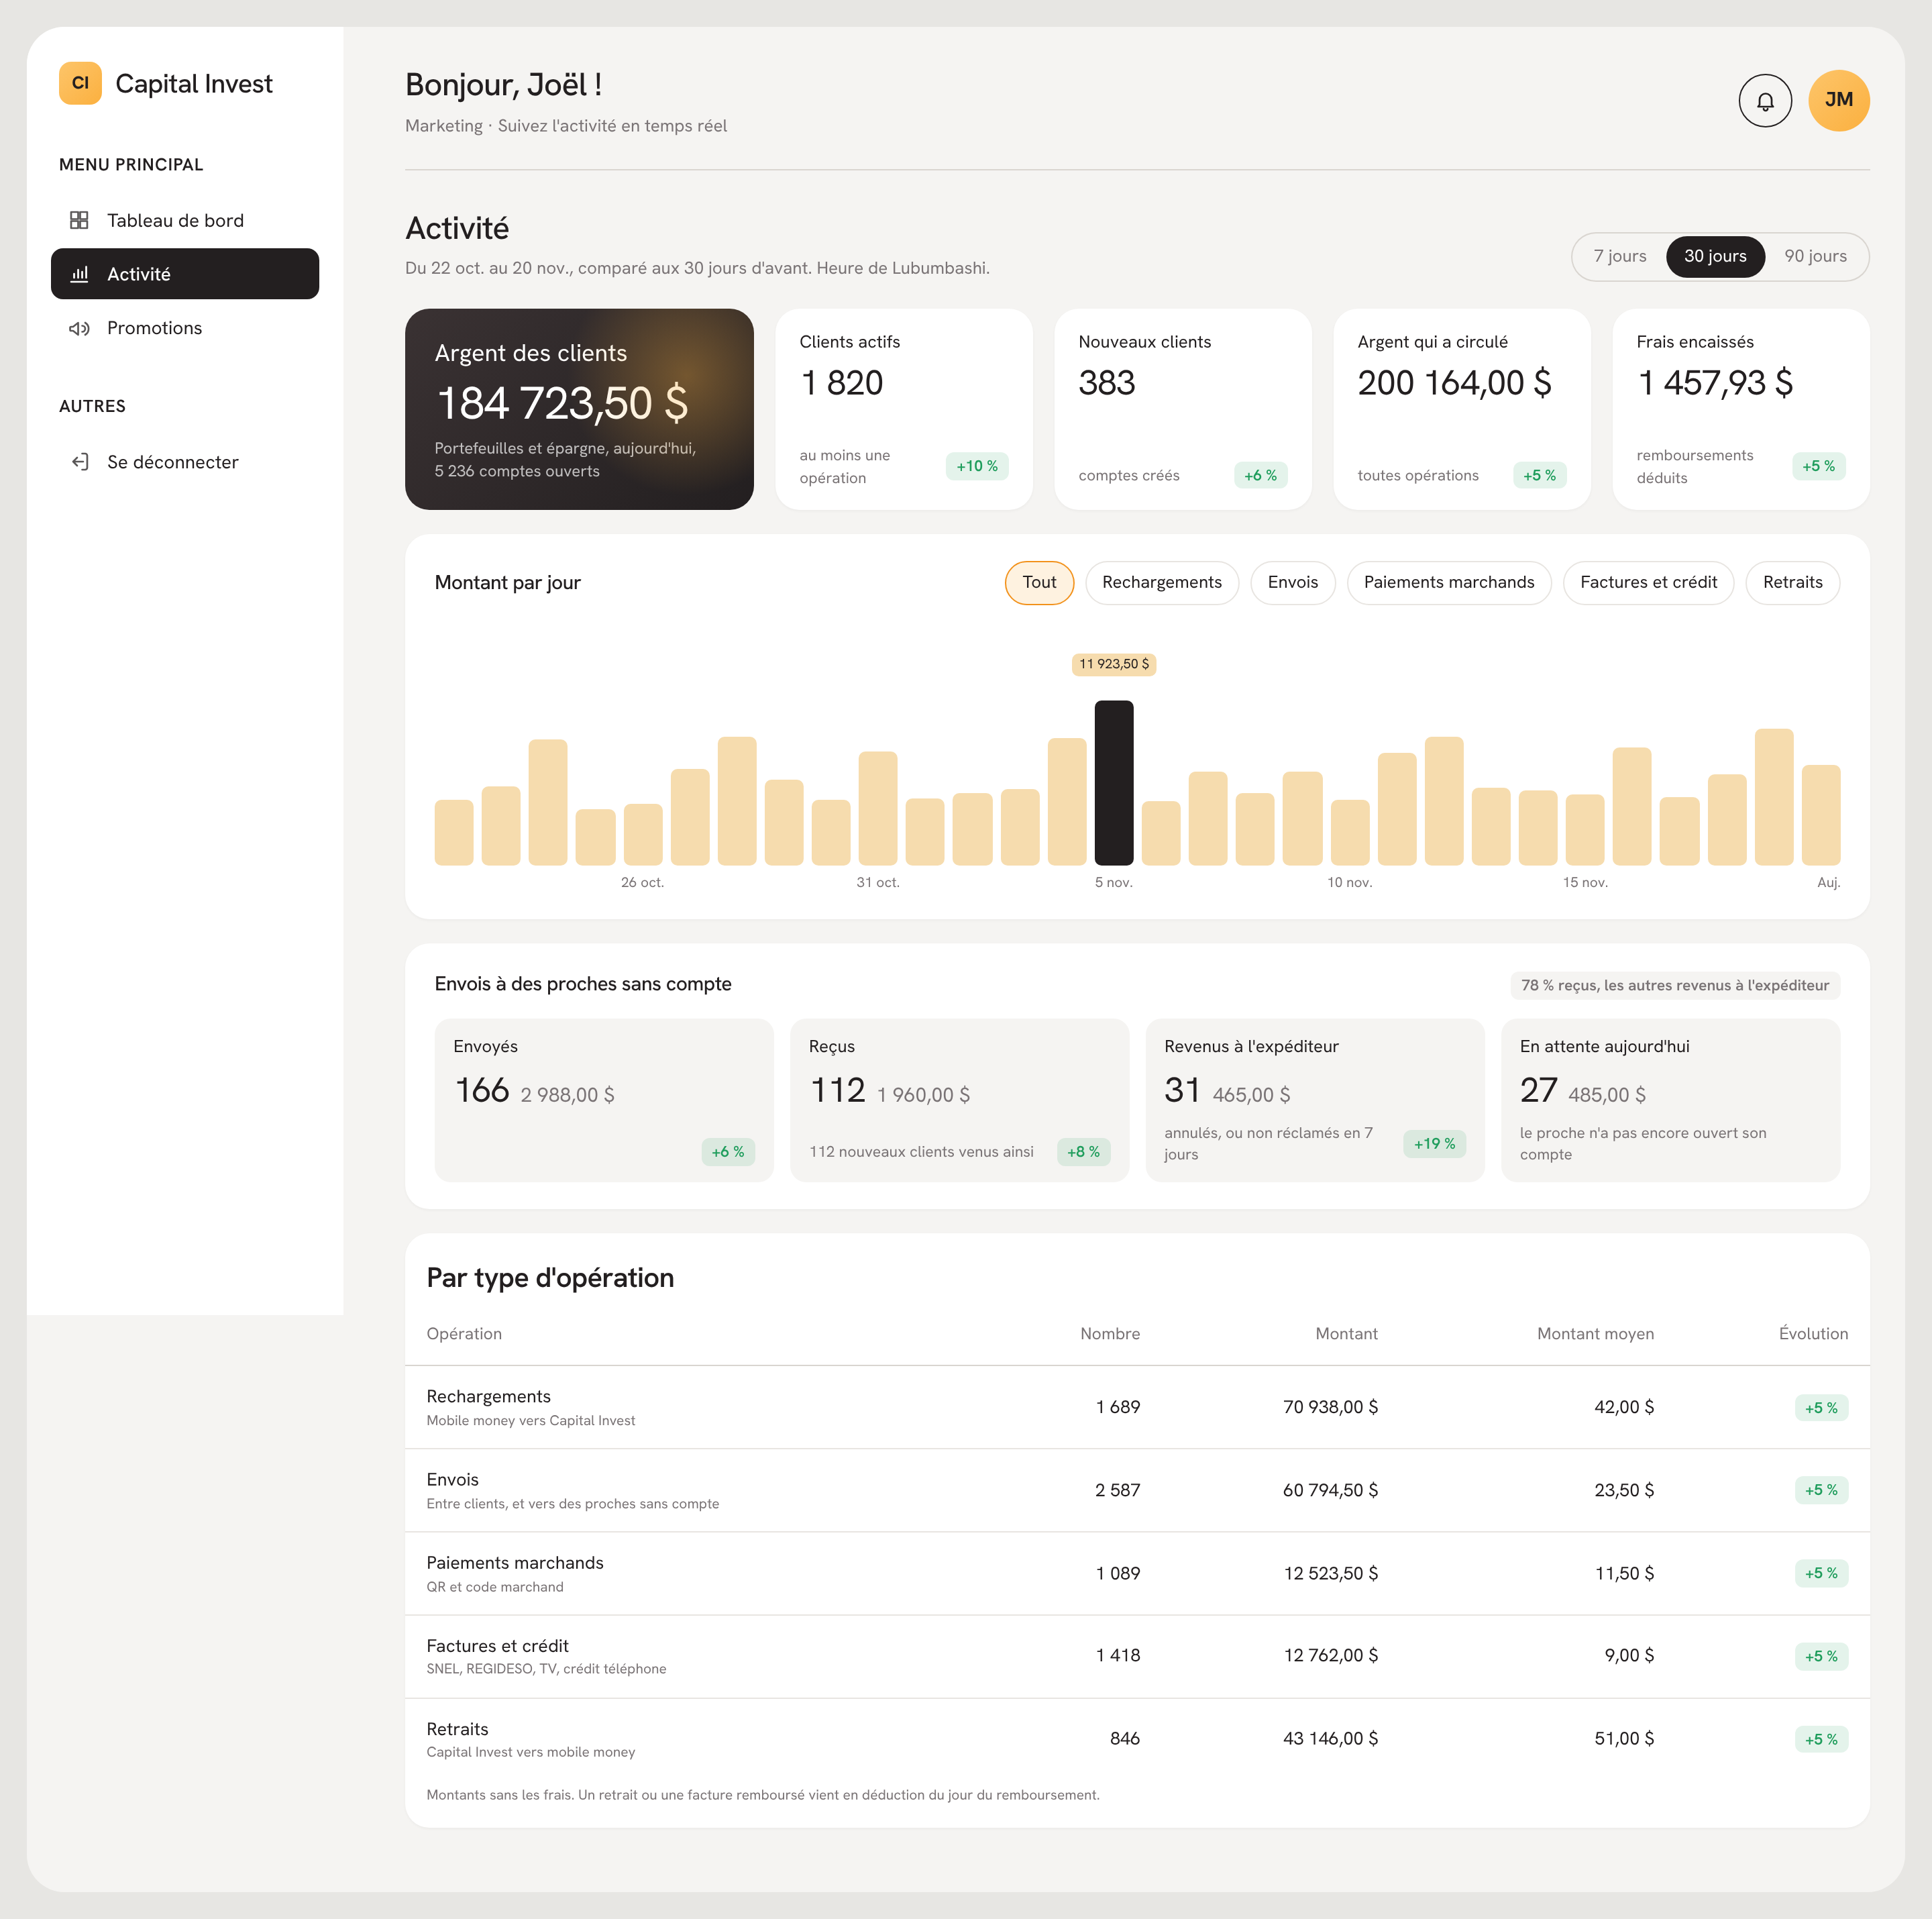 CI
Capital Invest
MENU PRINCIPAL
Tableau de bord
Activité
Promotions
AUTRES
Se déconnecter
Bonjour, Joël !
Marketing · Suivez l'activité en temps réel
JM
Activité
Du 22 oct. au 20 nov., comparé aux 30 jours d'avant. Heure de Lubumbashi.
7 jours
30 jours
90 jours
Argent des clients
184 723,50 $
Portefeuilles et épargne, aujourd'hui,
5 236 comptes ouverts
Clients actifs
1 820
au moins une
opération
+10 %
Nouveaux clients
383
comptes créés
+6 %
Argent qui a circulé
200 164,00 $
toutes opérations
+5 %
Frais encaissés
1 457,93 $
remboursements
déduits
+5 %
Montant par jour
Tout
Rechargements
Envois
Paiements marchands
Factures et crédit
Retraits
11 923,50 $
26 oct.
31 oct.
5 nov.
10 nov.
15 nov.
Auj.
Envois à des proches sans compte
78 % reçus, les autres revenus à l'expéditeur
Envoyés
166 2 988,00 $
+6 %
Reçus
112 1 960,00 $
112 nouveaux clients venus ainsi
+8 %
Revenus à l'expéditeur
31 465,00 $
annulés, ou non réclamés en 7
jours
+19 %
En attente aujourd'hui
27 485,00 $
le proche n'a pas encore ouvert son
compte
Par type d'opération
Opération Nombre Montant Montant moyen Évolution
Rechargements
Mobile money vers Capital Invest
1 689 70 938,00 $ 42,00 $ +5 %
Envois
Entre clients, et vers des proches sans compte
2 587 60 794,50 $ 23,50 $ +5 %
Paiements marchands
QR et code marchand
1 089 12 523,50 $ 11,50 $ +5 %
Factures et crédit
SNEL, REGIDESO, TV, crédit téléphone
1 418 12 762,00 $ 9,00 $ +5 %
Retraits
Capital Invest vers mobile money
846 43 146,00 $ 51,00 $ +5 %
Montants sans les frais. Un retrait ou une facture remboursé vient en déduction du jour du remboursement.